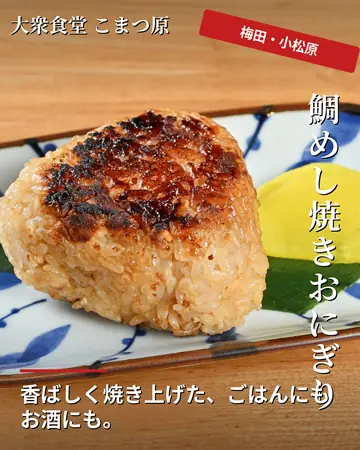 大衆食堂 こまつ原
梅田・小松原
鯛めし焼きおにぎり
香ばしく焼き上げた、ごはんにも
お酒にも。